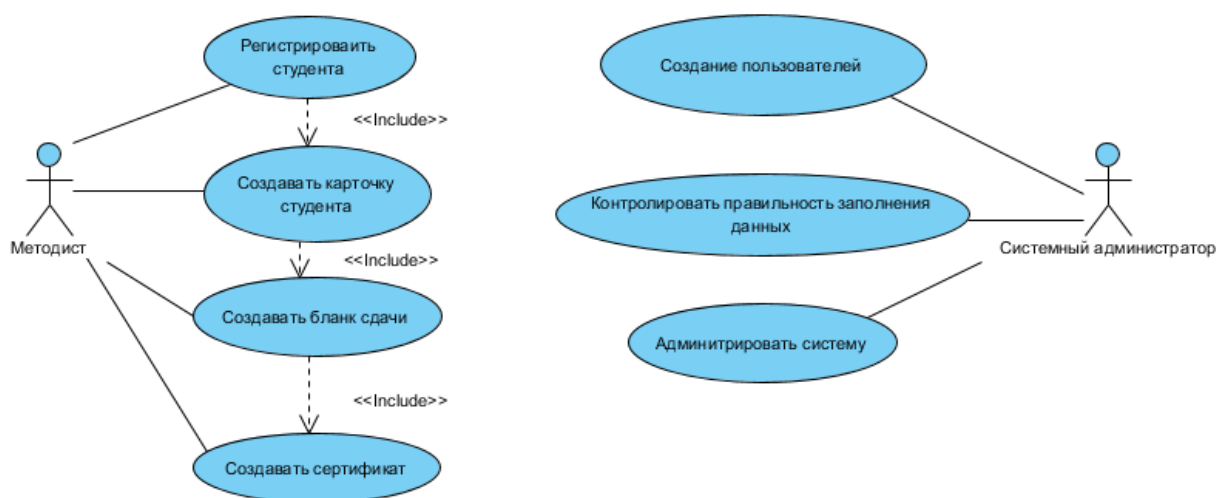 Регистрироваить
студента
<<Include>>
Создавать карточку
студента
Методист
<<Include>>
Создавать бланк сдачи
<<Include>>
Создавать сертификат
Создание пользователей
Контролировать правильность заполнения
данных
Системный администратор
Админитрировать систему